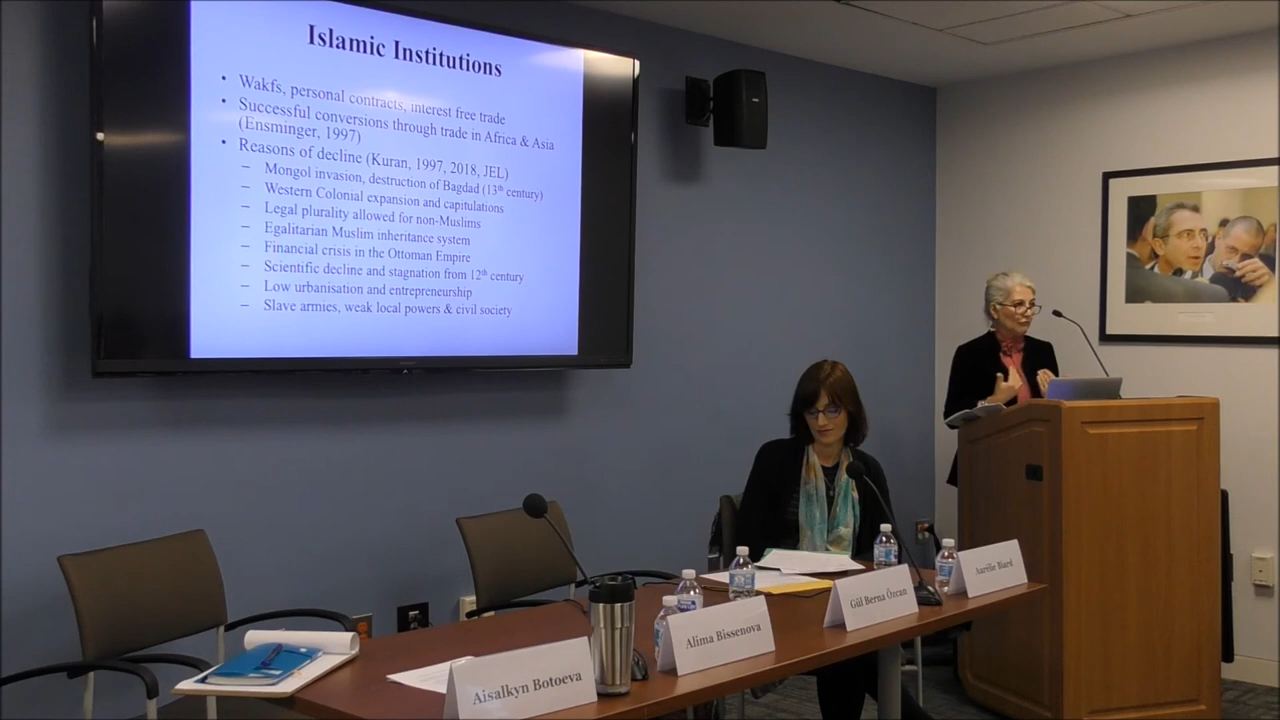 Islamic Institutions
• Wakfs, personal contracts, interest free trade
• Successful conversions through trade in Africa & Asia
(Ensminger, 1997)
• Reasons of decline (Kuran, 1997, 2018, JEL)
– Mongol invasion, destruction of Bagdad (13th century)
– Western Colonial expansion and capitulations
– Legal plurality allowed for non-Muslims
– Egalitarian Muslim inheritance system
– Financial crisis in the Ottoman Empire
– Scientific decline and stagnation from 12th century
– Low urbanisation and entrepreneurship
– Slave armies, weak local powers & civil society
Aisalkyn Botoeva
Alima Bissenova
Gül Berna Özcan
Aurélie Biard